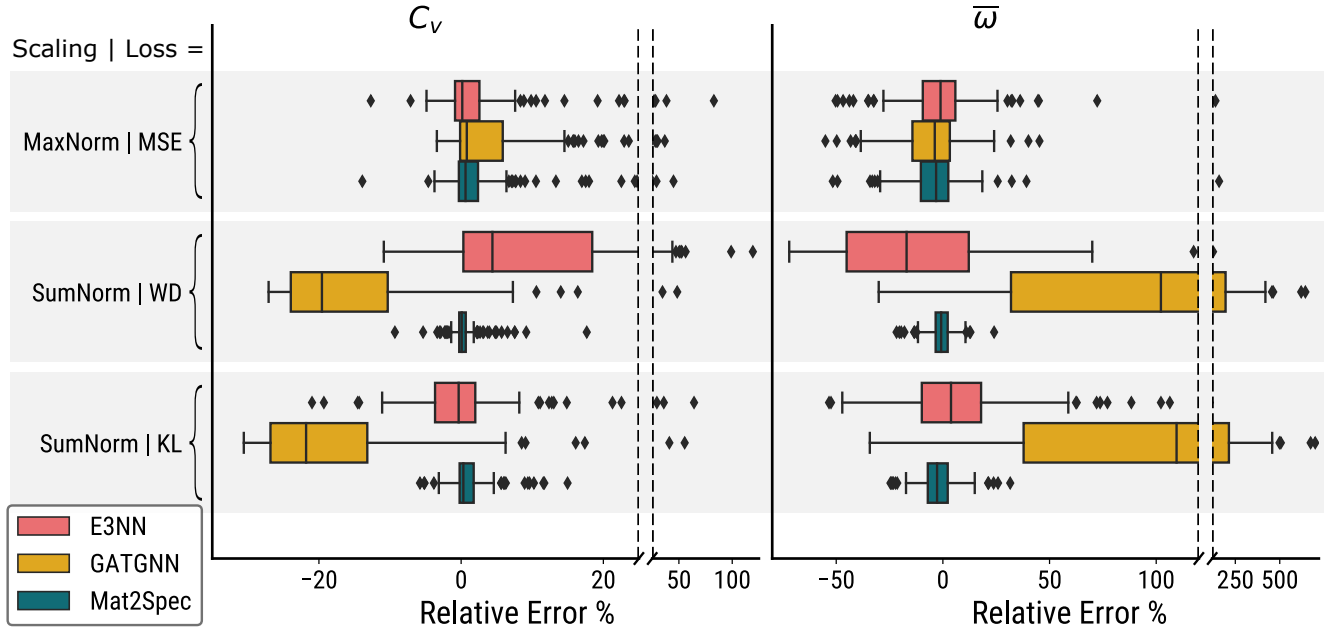 C_v
ω̅
Scaling | Loss =
MaxNorm | MSE
SumNorm | WD
SumNorm | KL
E3NN
GATGNN
Mat2Spec
−20 0 20 50 100
−50 0 50 100 250 500
Relative Error %
Relative Error %